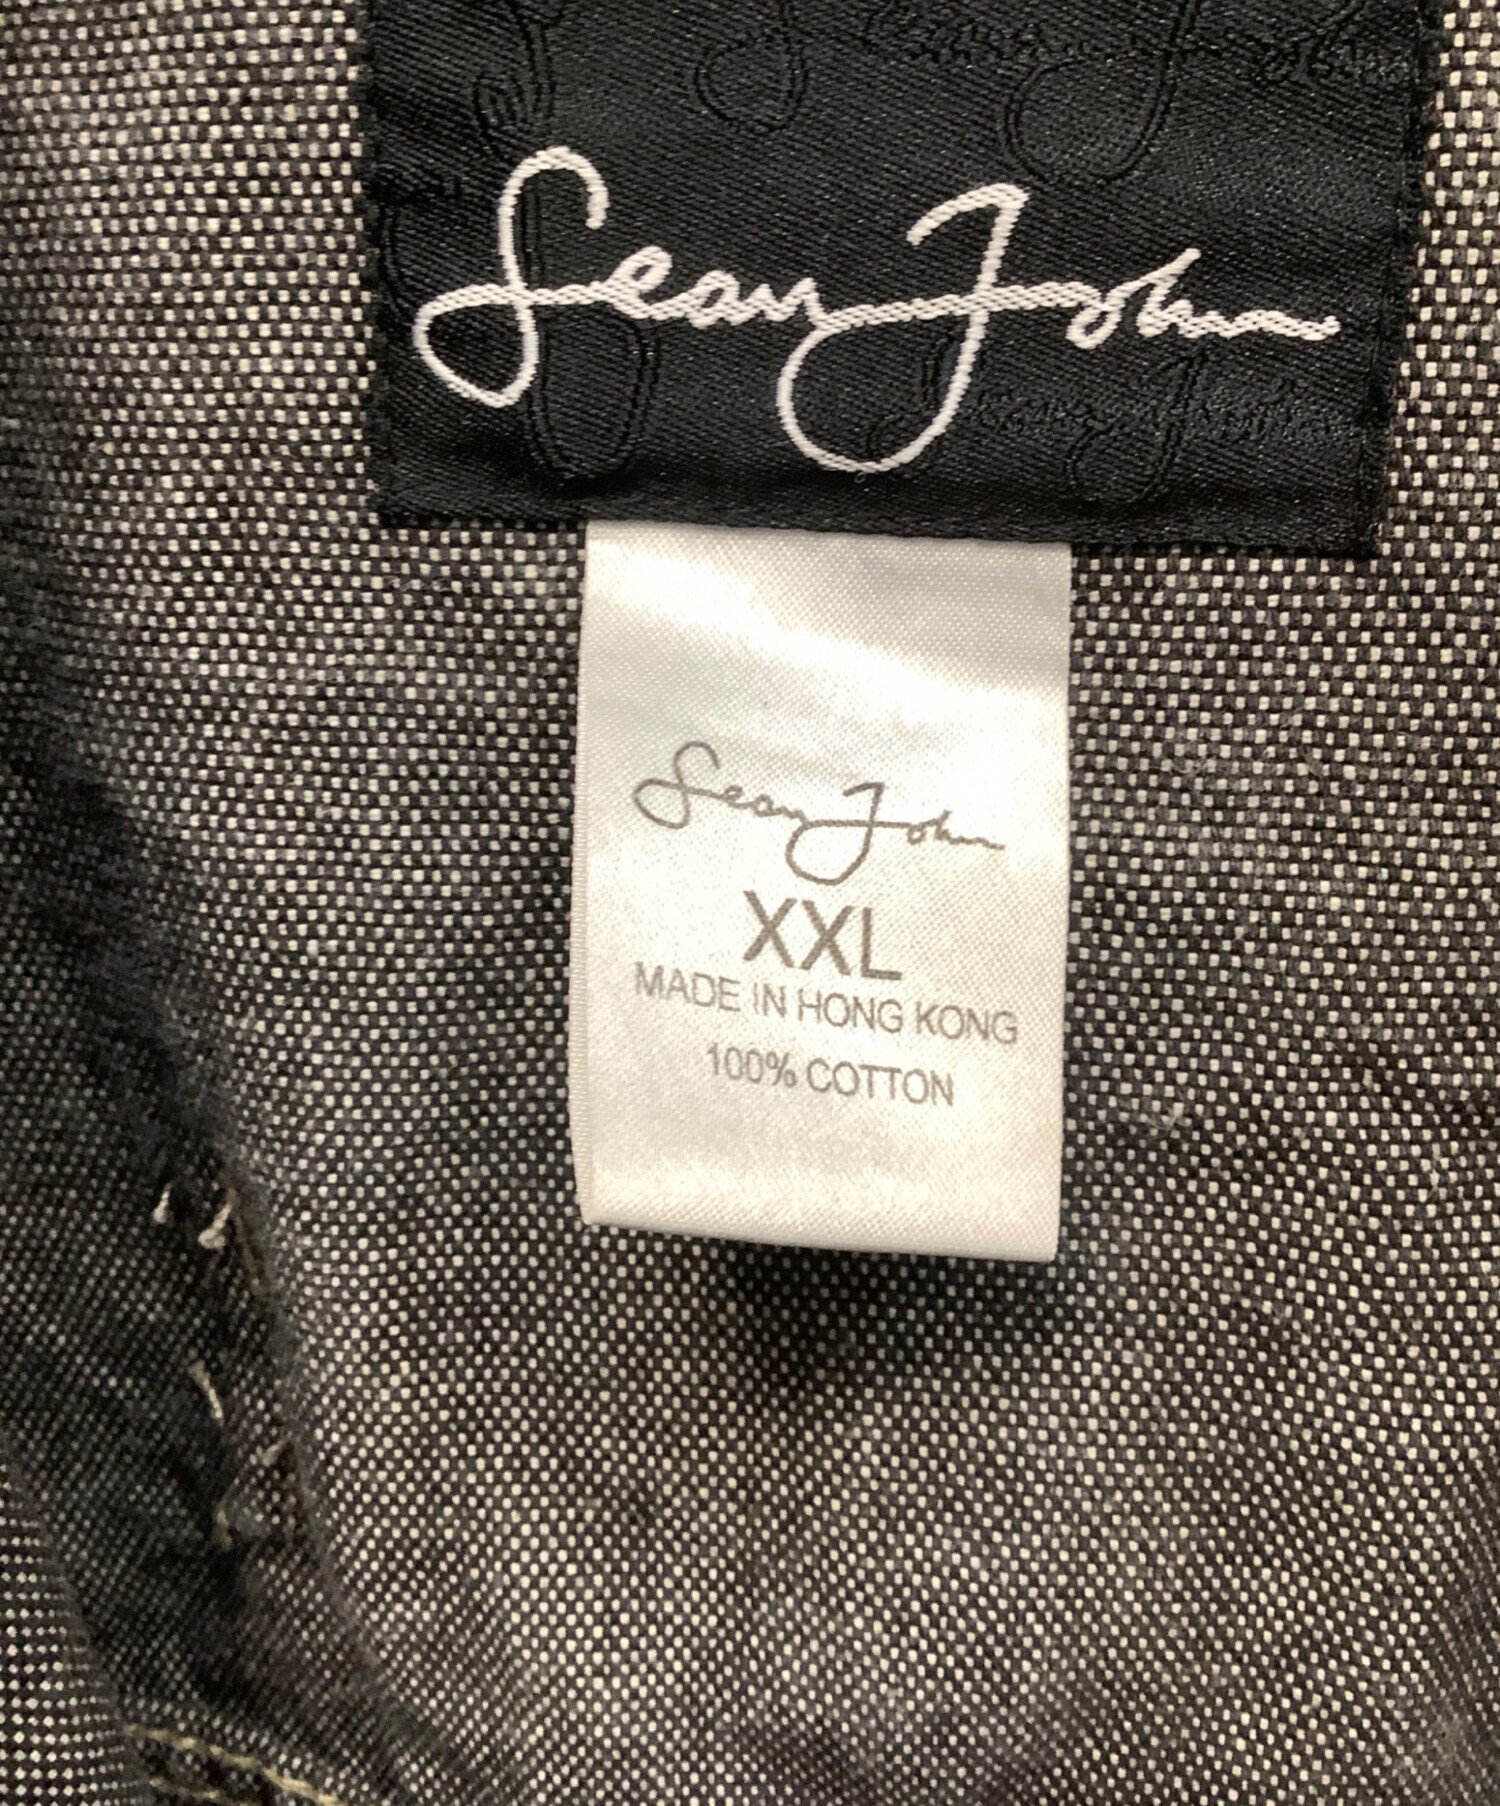 Sean John
Sean John
XXL
MADE IN HONG KONG
100% COTTON